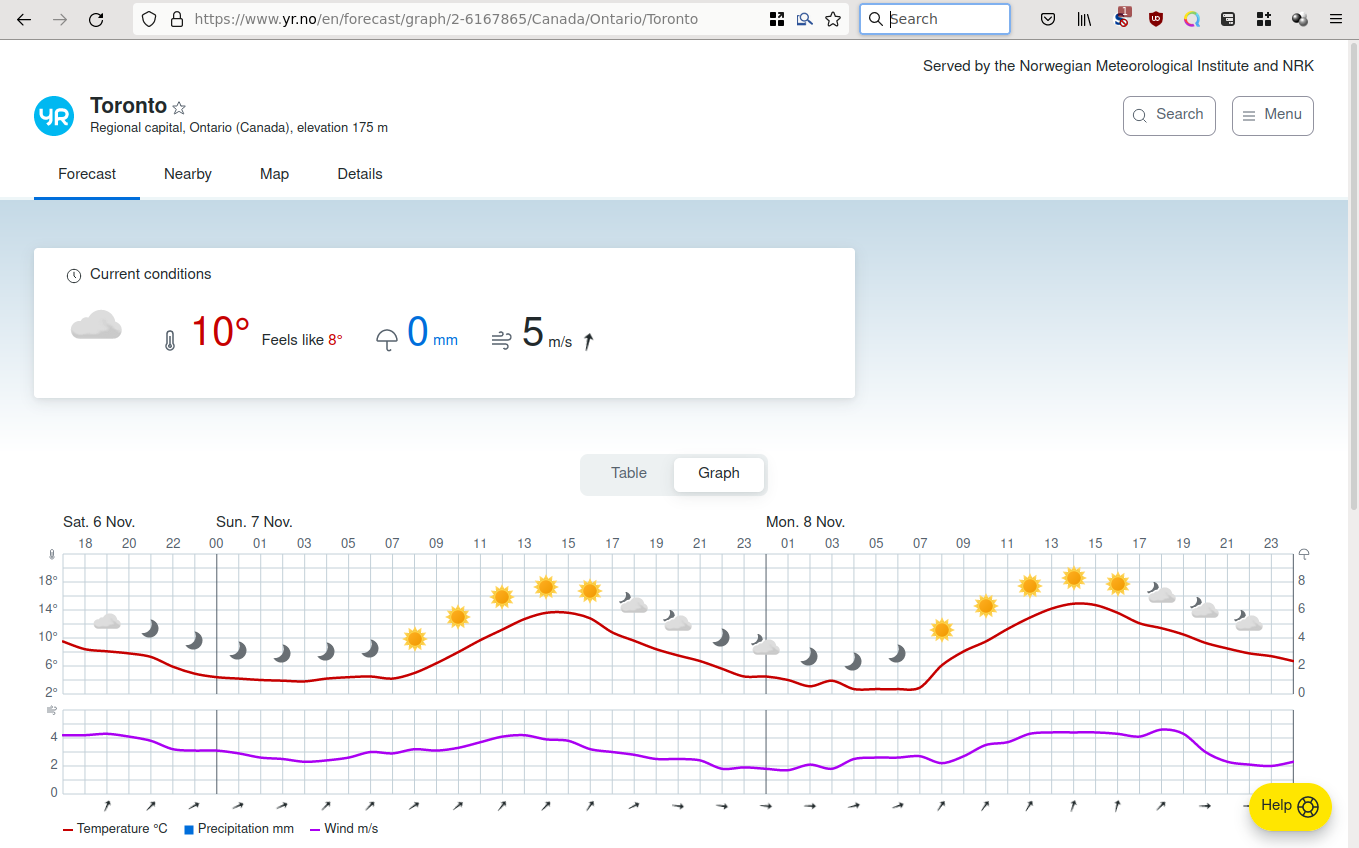 https://www.yr.no/en/forecast/graph/2-6167865/Canada/Ontario/Toronto
Search
1
Served by the Norwegian Meteorological Institute and NRK
YR
Toronto
Regional capital, Ontario (Canada), elevation 175 m
Search
Menu
Forecast Nearby Map Details
Current conditions
10° Feels like 8° 0 mm 5 m/s
Table Graph
Sat. 6 Nov. Sun. 7 Nov. Mon. 8 Nov.
18 20 22 00 01 03 05 07 09 11 13 15 17 19 21 23 01 03 05 07 09 11 13 15 17 19 21 23
18° 8
14° 6
10° 4
6° 2
2° 0
4
2
0
Help
Temperature °C Precipitation mm Wind m/s